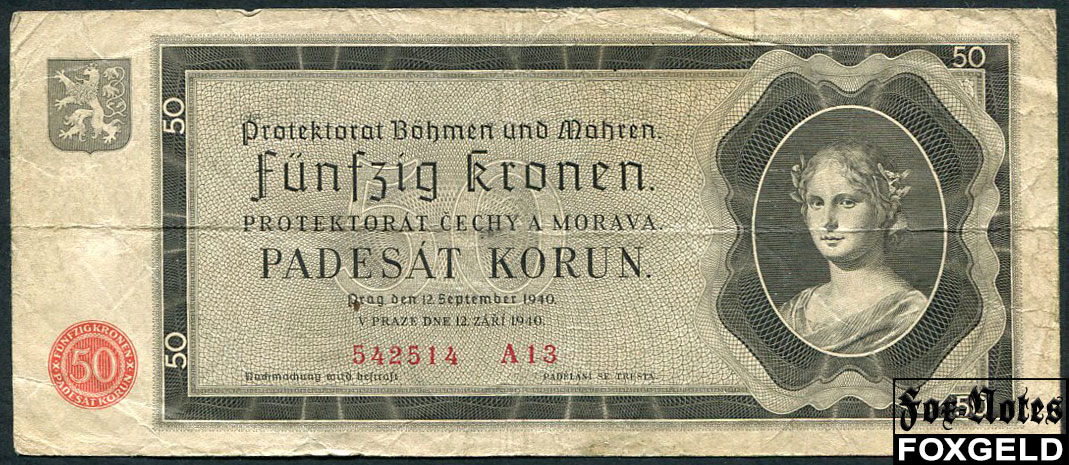 50
50
Protektorat Böhmen und Mähren.
Fünfzig Kronen.
PROTEKTORÁT ČECHY A MORAVA.
PADESÁT KORUN.
Prag den 12. September 1940.
V PRAZE DNE 12. ZÁŘÍ 1940.
542514 A 13
Nachmachung wird bestraft
PADĚLÁNÍ SE TRESTÁ
FÜNFZIG KRONEN
50
PADESÁT KORUN
50
50
Fox-Notes
FOXGELD